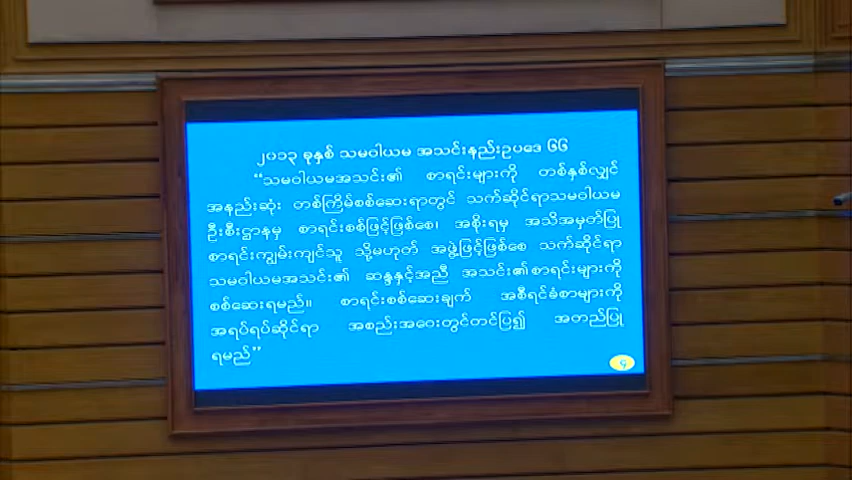 ၂၀၁၃ ခုနှစ် သမဝါယမ အသင်းနည်းဥပဒေ ၆၆
“သမဝါယမအသင်း၏ စာရင်းများကို တစ်နှစ်လျှင်
အနည်းဆုံး တစ်ကြိမ်စစ်ဆေးရာတွင် သက်ဆိုင်ရာသမဝါယမ
ဦးစီးဌာနမှ စာရင်းစစ်ဖြင့်ဖြစ်စေ၊ အစိုးရမှ အသိအမှတ်ပြု
စာရင်းကျွမ်းကျင်သူ သို့မဟုတ် အဖွဲ့ဖြင့်ဖြစ်စေ သက်ဆိုင်ရာ
သမဝါယမအသင်း၏ ဆန္ဒနှင့်အညီ အသင်း၏စာရင်းများကို
စစ်ဆေးရမည်။ စာရင်းစစ်ဆေးချက် အစီရင်ခံစာများကို
အရပ်ရပ်ဆိုင်ရာ အစည်းအဝေးတွင်တင်ပြ၍ အတည်ပြု
ရမည်”
၄